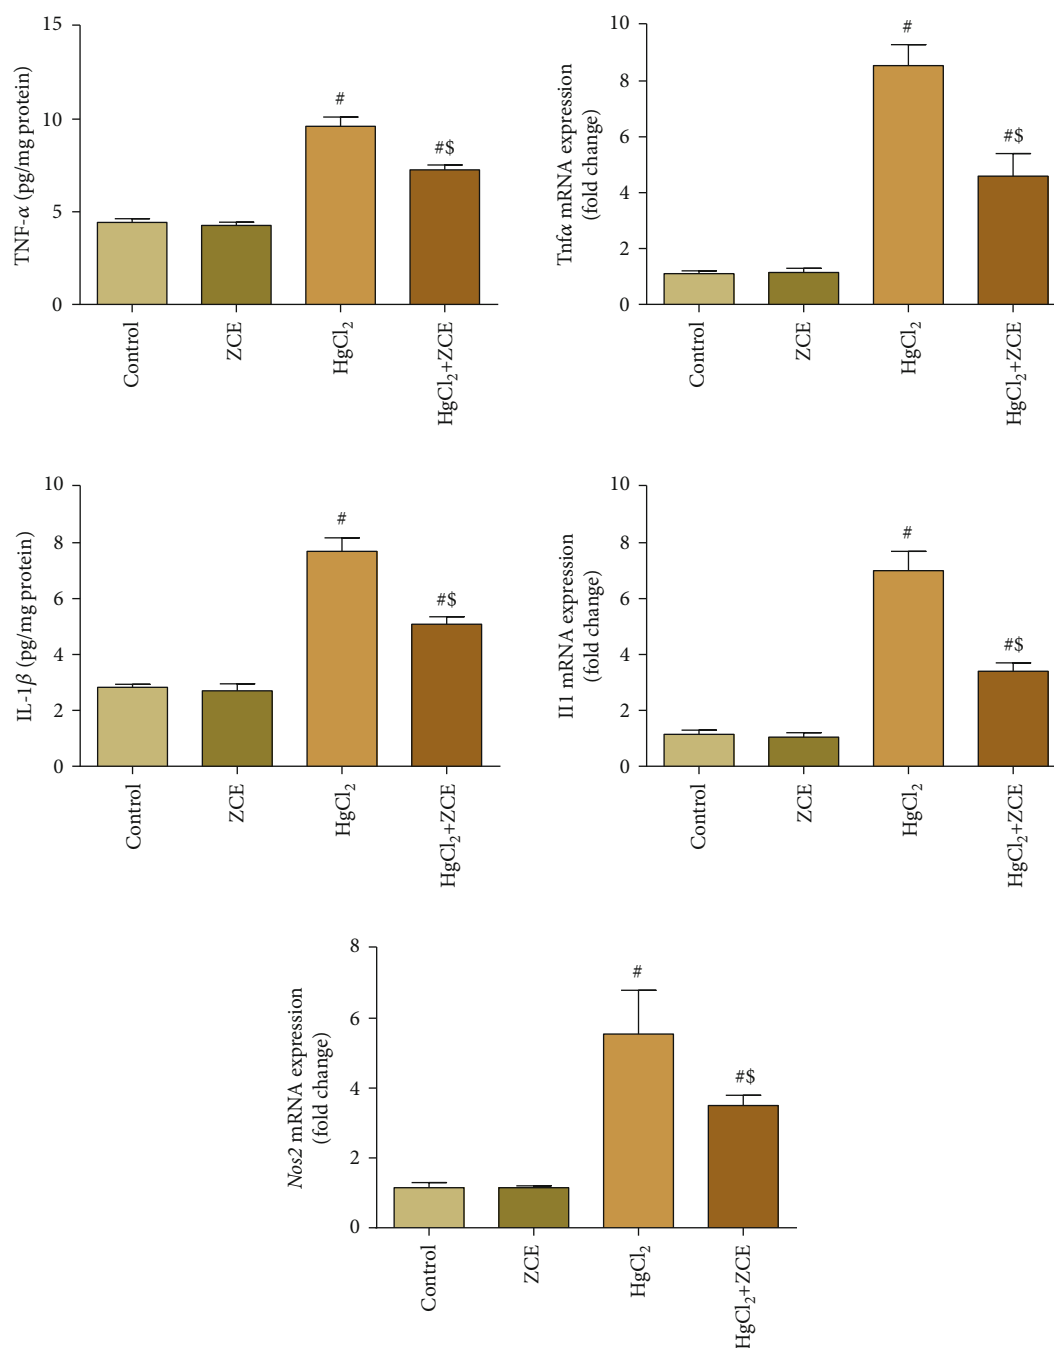 TNF-α (pg/mg protein)
15
10
5
0
#
#$
Control
ZCE
HgCl₂
HgCl₂+ZCE
Tnfα mRNA expression
(fold change)
10
8
6
4
2
0
#
#$
Control
ZCE
HgCl₂
HgCl₂+ZCE
IL-1β (pg/mg protein)
10
8
6
4
2
0
#
#$
Control
ZCE
HgCl₂
HgCl₂+ZCE
Il1 mRNA expression
(fold change)
10
8
6
4
2
0
#
#$
Control
ZCE
HgCl₂
HgCl₂+ZCE
Nos2 mRNA expression
(fold change)
8
6
4
2
0
#
#$
Control
ZCE
HgCl₂
HgCl₂+ZCE